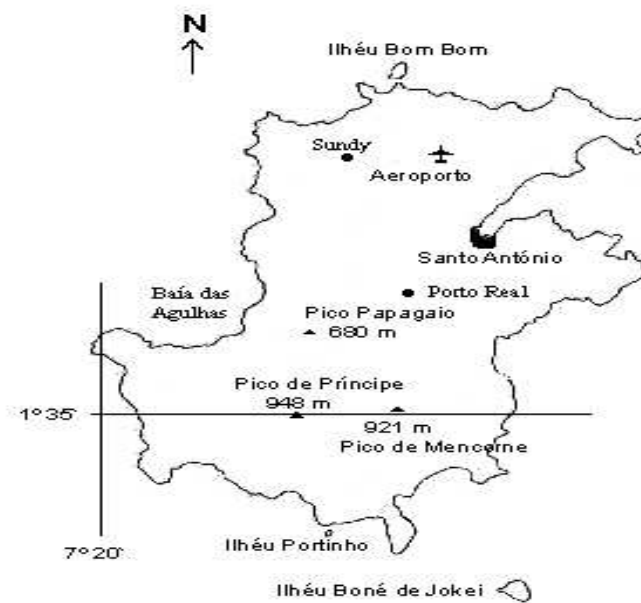 N
Ilhéu Bom Bom
Sundy
Aeroporto
Santo António
Baía das
Agulhas
Porto Real
Pico Papagaio
680 m
Pico de Príncipe
948 m
1°35'
921 m
Pico de Mencorne
Ilhéu Portinho
7°20'
Ilhéu Boné de Jokei